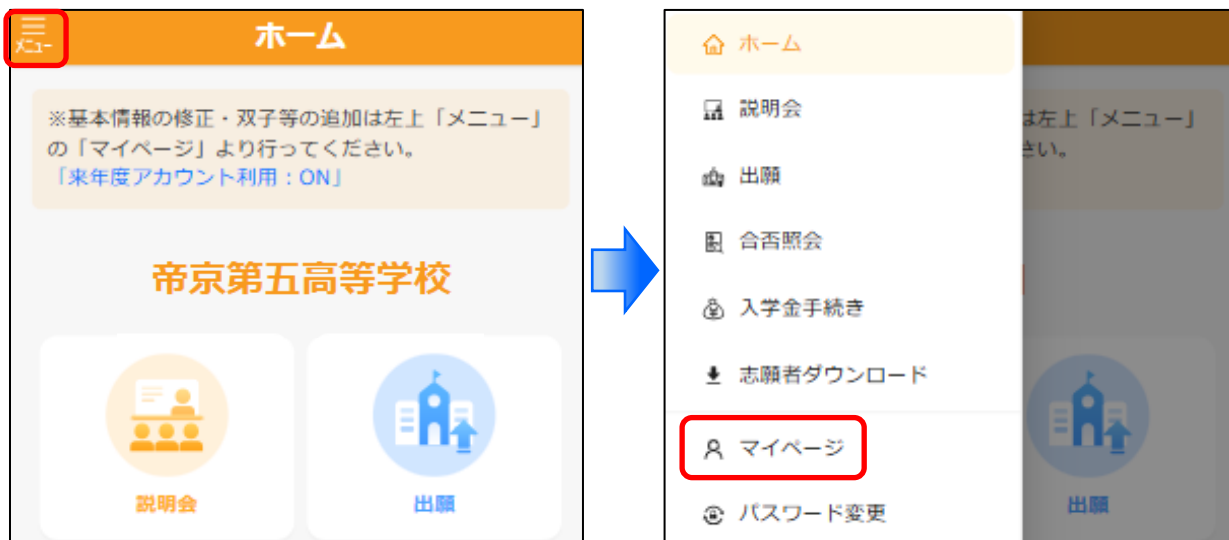 メニュー
ホーム
※基本情報の修正・双子等の追加は左上「メニュー」
の「マイページ」より行ってください。
「来年度アカウント利用：ON」
帝京第五高等学校
説明会
出願
ホーム
説明会
出願
合否照会
入学金手続き
志願者ダウンロード
マイページ
パスワード変更
は左上「メニュー」
さい。
出願